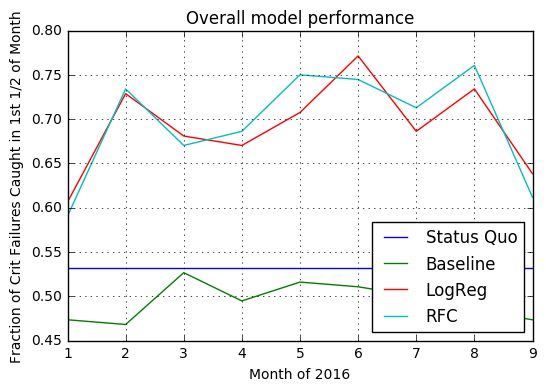 Overall model performance
Fraction of Crit Failures Caught in 1st 1/2 of Month
0.80
0.75
0.70
0.65
0.60
0.55
0.50
0.45
Status Quo
Baseline
LogReg
RFC
1 2 3 4 5 6 7 8 9
Month of 2016